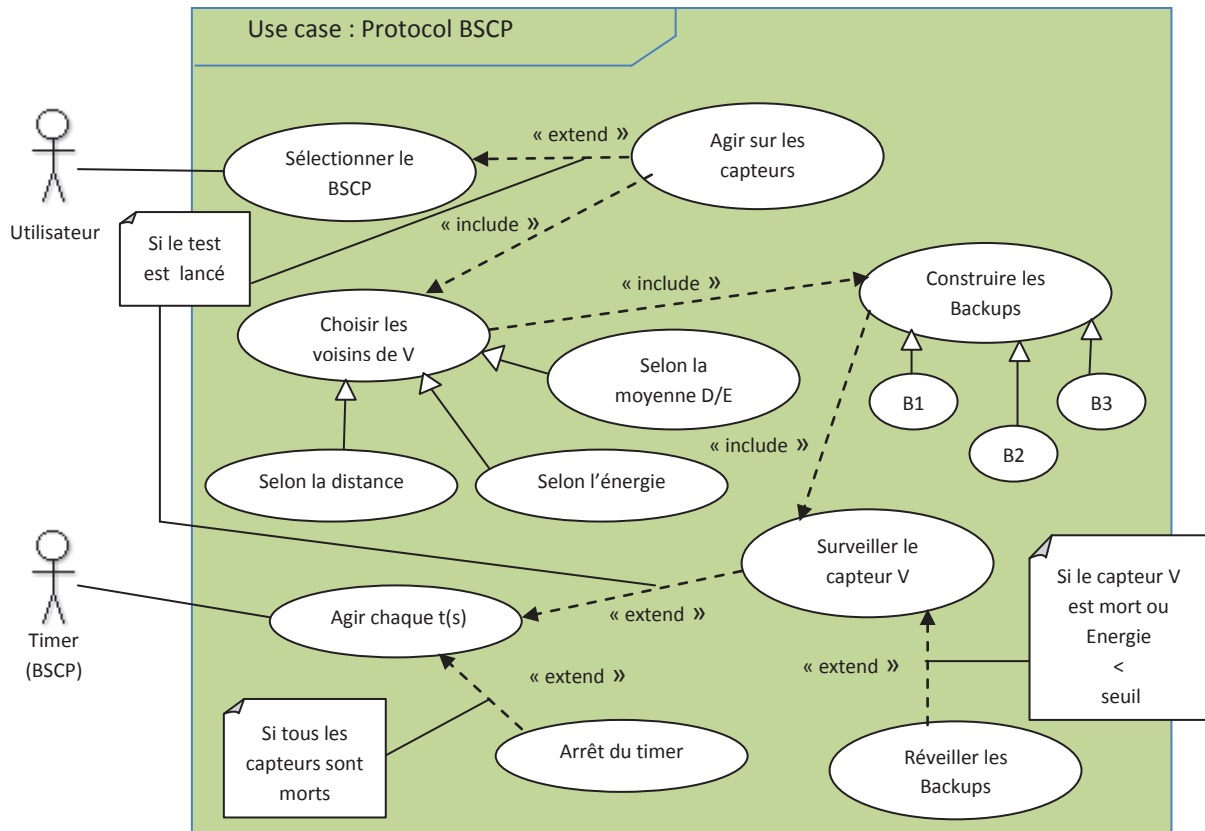 Use case : Protocol BSCP
« extend »
Agir sur les
capteurs
Sélectionner le
BSCP
Utilisateur
Si le test
est lancé
« include »
« include »
Construire les
Backups
Choisir les
voisins de V
Selon la
moyenne D/E
B1
B3
B2
« include »
Selon la distance
Selon l'énergie
Surveiller le
capteur V
Si le capteur V
est mort ou
Energie
<
seuil
Agir chaque t(s)
« extend »
Timer
(BSCP)
« extend »
« extend »
Si tous les
capteurs sont
morts
Arrêt du timer
Réveiller les
Backups